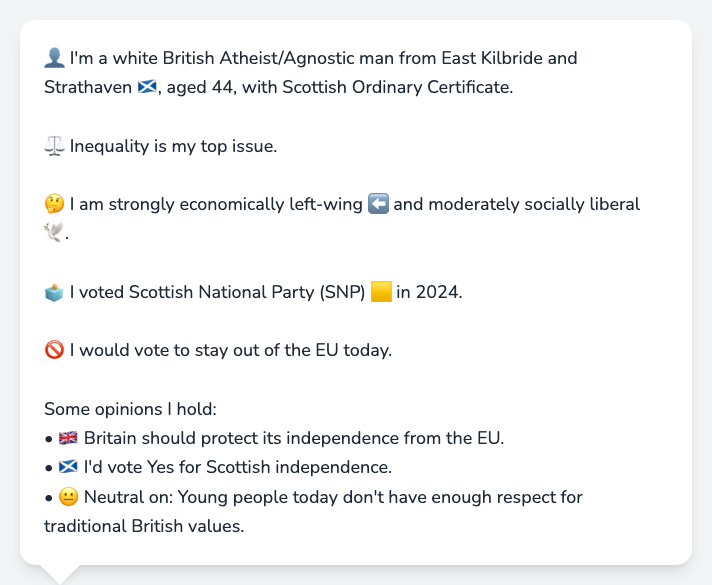 👤 I'm a white British Atheist/Agnostic man from East Kilbride and
Strathaven 🏴󠁧󠁢󠁳󠁣󠁴󠁿, aged 44, with Scottish Ordinary Certificate.
⚖️ Inequality is my top issue.
🤔 I am strongly economically left-wing ⬅️ and moderately socially liberal
🕊️.
🗳️ I voted Scottish National Party (SNP) 🟨 in 2024.
🚫 I would vote to stay out of the EU today.
Some opinions I hold:
• 🇬🇧 Britain should protect its independence from the EU.
• 🏴󠁧󠁢󠁳󠁣󠁴󠁿 I'd vote Yes for Scottish independence.
• 😐 Neutral on: Young people today don't have enough respect for
traditional British values.